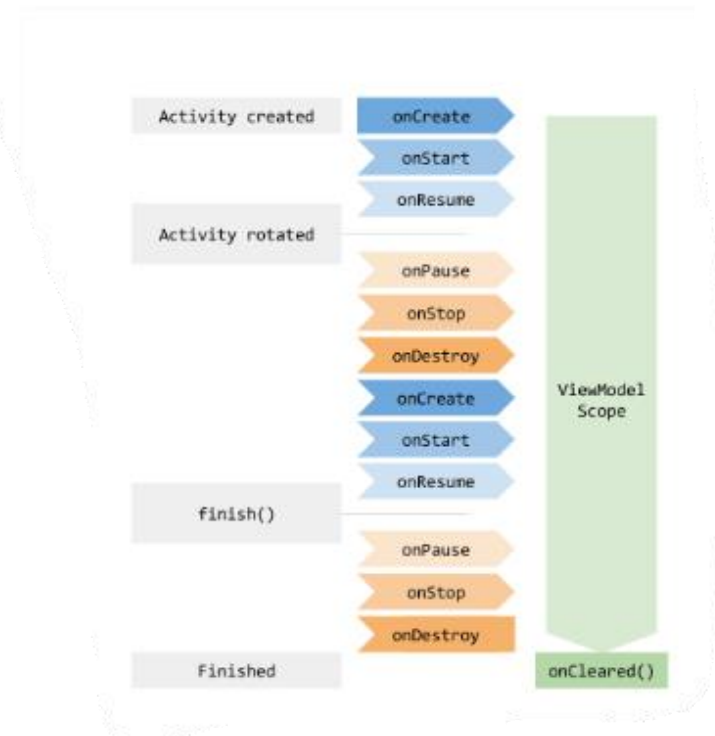 Activity created
onCreate
onStart
onResume
Activity rotated
onPause
onStop
onDestroy
onCreate
ViewModel
Scope
onStart
onResume
finish()
onPause
onStop
onDestroy
Finished
onCleared()